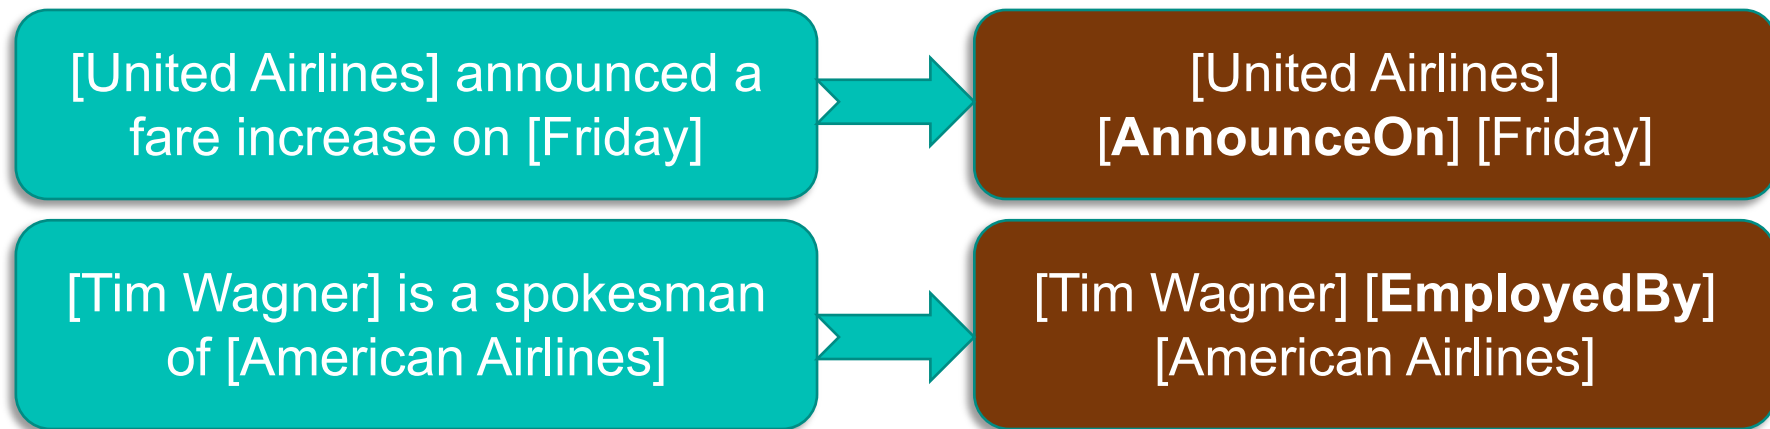 [United Airlines] announced a
fare increase on [Friday]
[United Airlines]
[AnnounceOn] [Friday]
[Tim Wagner] is a spokesman
of [American Airlines]
[Tim Wagner] [EmployedBy]
[American Airlines]